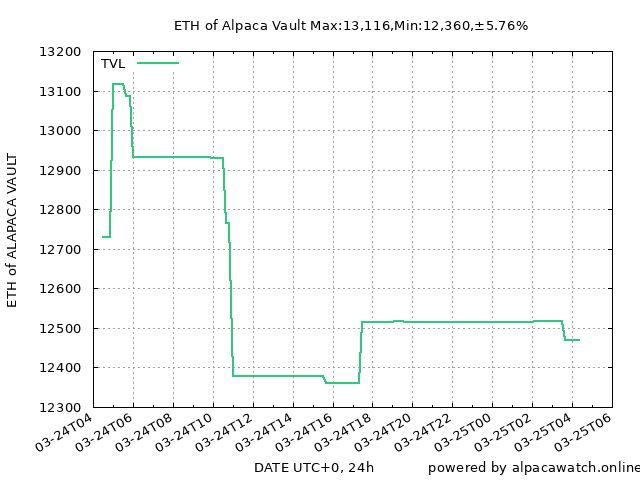 ETH of Alpaca Vault Max:13,116,Min:12,360,±5.76%
TVL
13200
13100
13000
12900
12800
12700
12600
12500
12400
12300
ETH of ALAPACA VAULT
03-24T04
03-24T06
03-24T08
03-24T10
03-24T12
03-24T14
03-24T16
03-24T18
03-24T20
03-24T22
03-25T00
03-25T02
03-25T04
03-25T06
DATE UTC+0, 24h
powered by alpacawatch.online